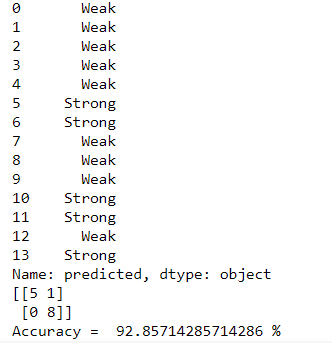 0 Weak
1 Weak
2 Weak
3 Weak
4 Weak
5 Strong
6 Strong
7 Weak
8 Weak
9 Weak
10 Strong
11 Strong
12 Weak
13 Strong
Name: predicted, dtype: object
[[5 1]
[0 8]]
Accuracy = 92.85714285714286 %